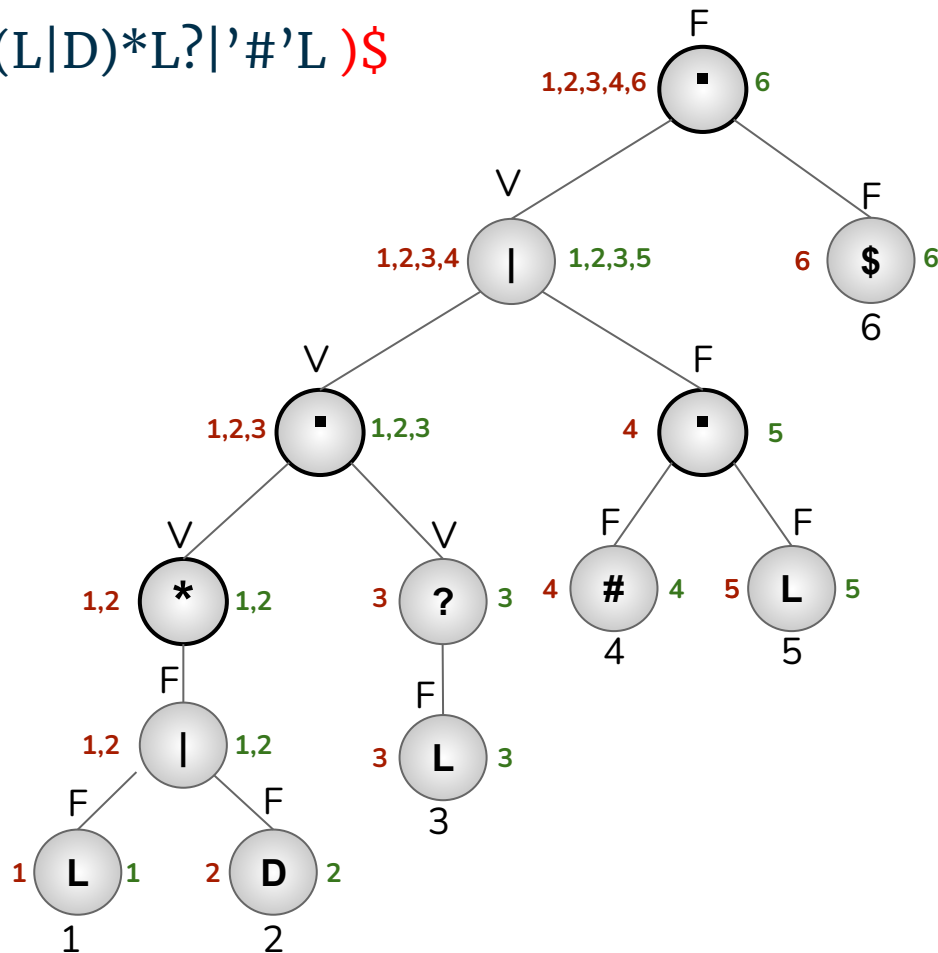 (L|D)*L?|’#’L )$
F
1,2,3,4,6 . 6
V
F
1,2,3,4 | 1,2,3,5
6 $ 6
6
V
F
1,2,3 . 1,2,3
4 . 5
V
V
F
F
1,2 * 1,2
3 ? 3
4 # 4
5 L 5
4
5
F
F
1,2 | 1,2
3 L 3
3
F
F
1 L 1
2 D 2
1
2